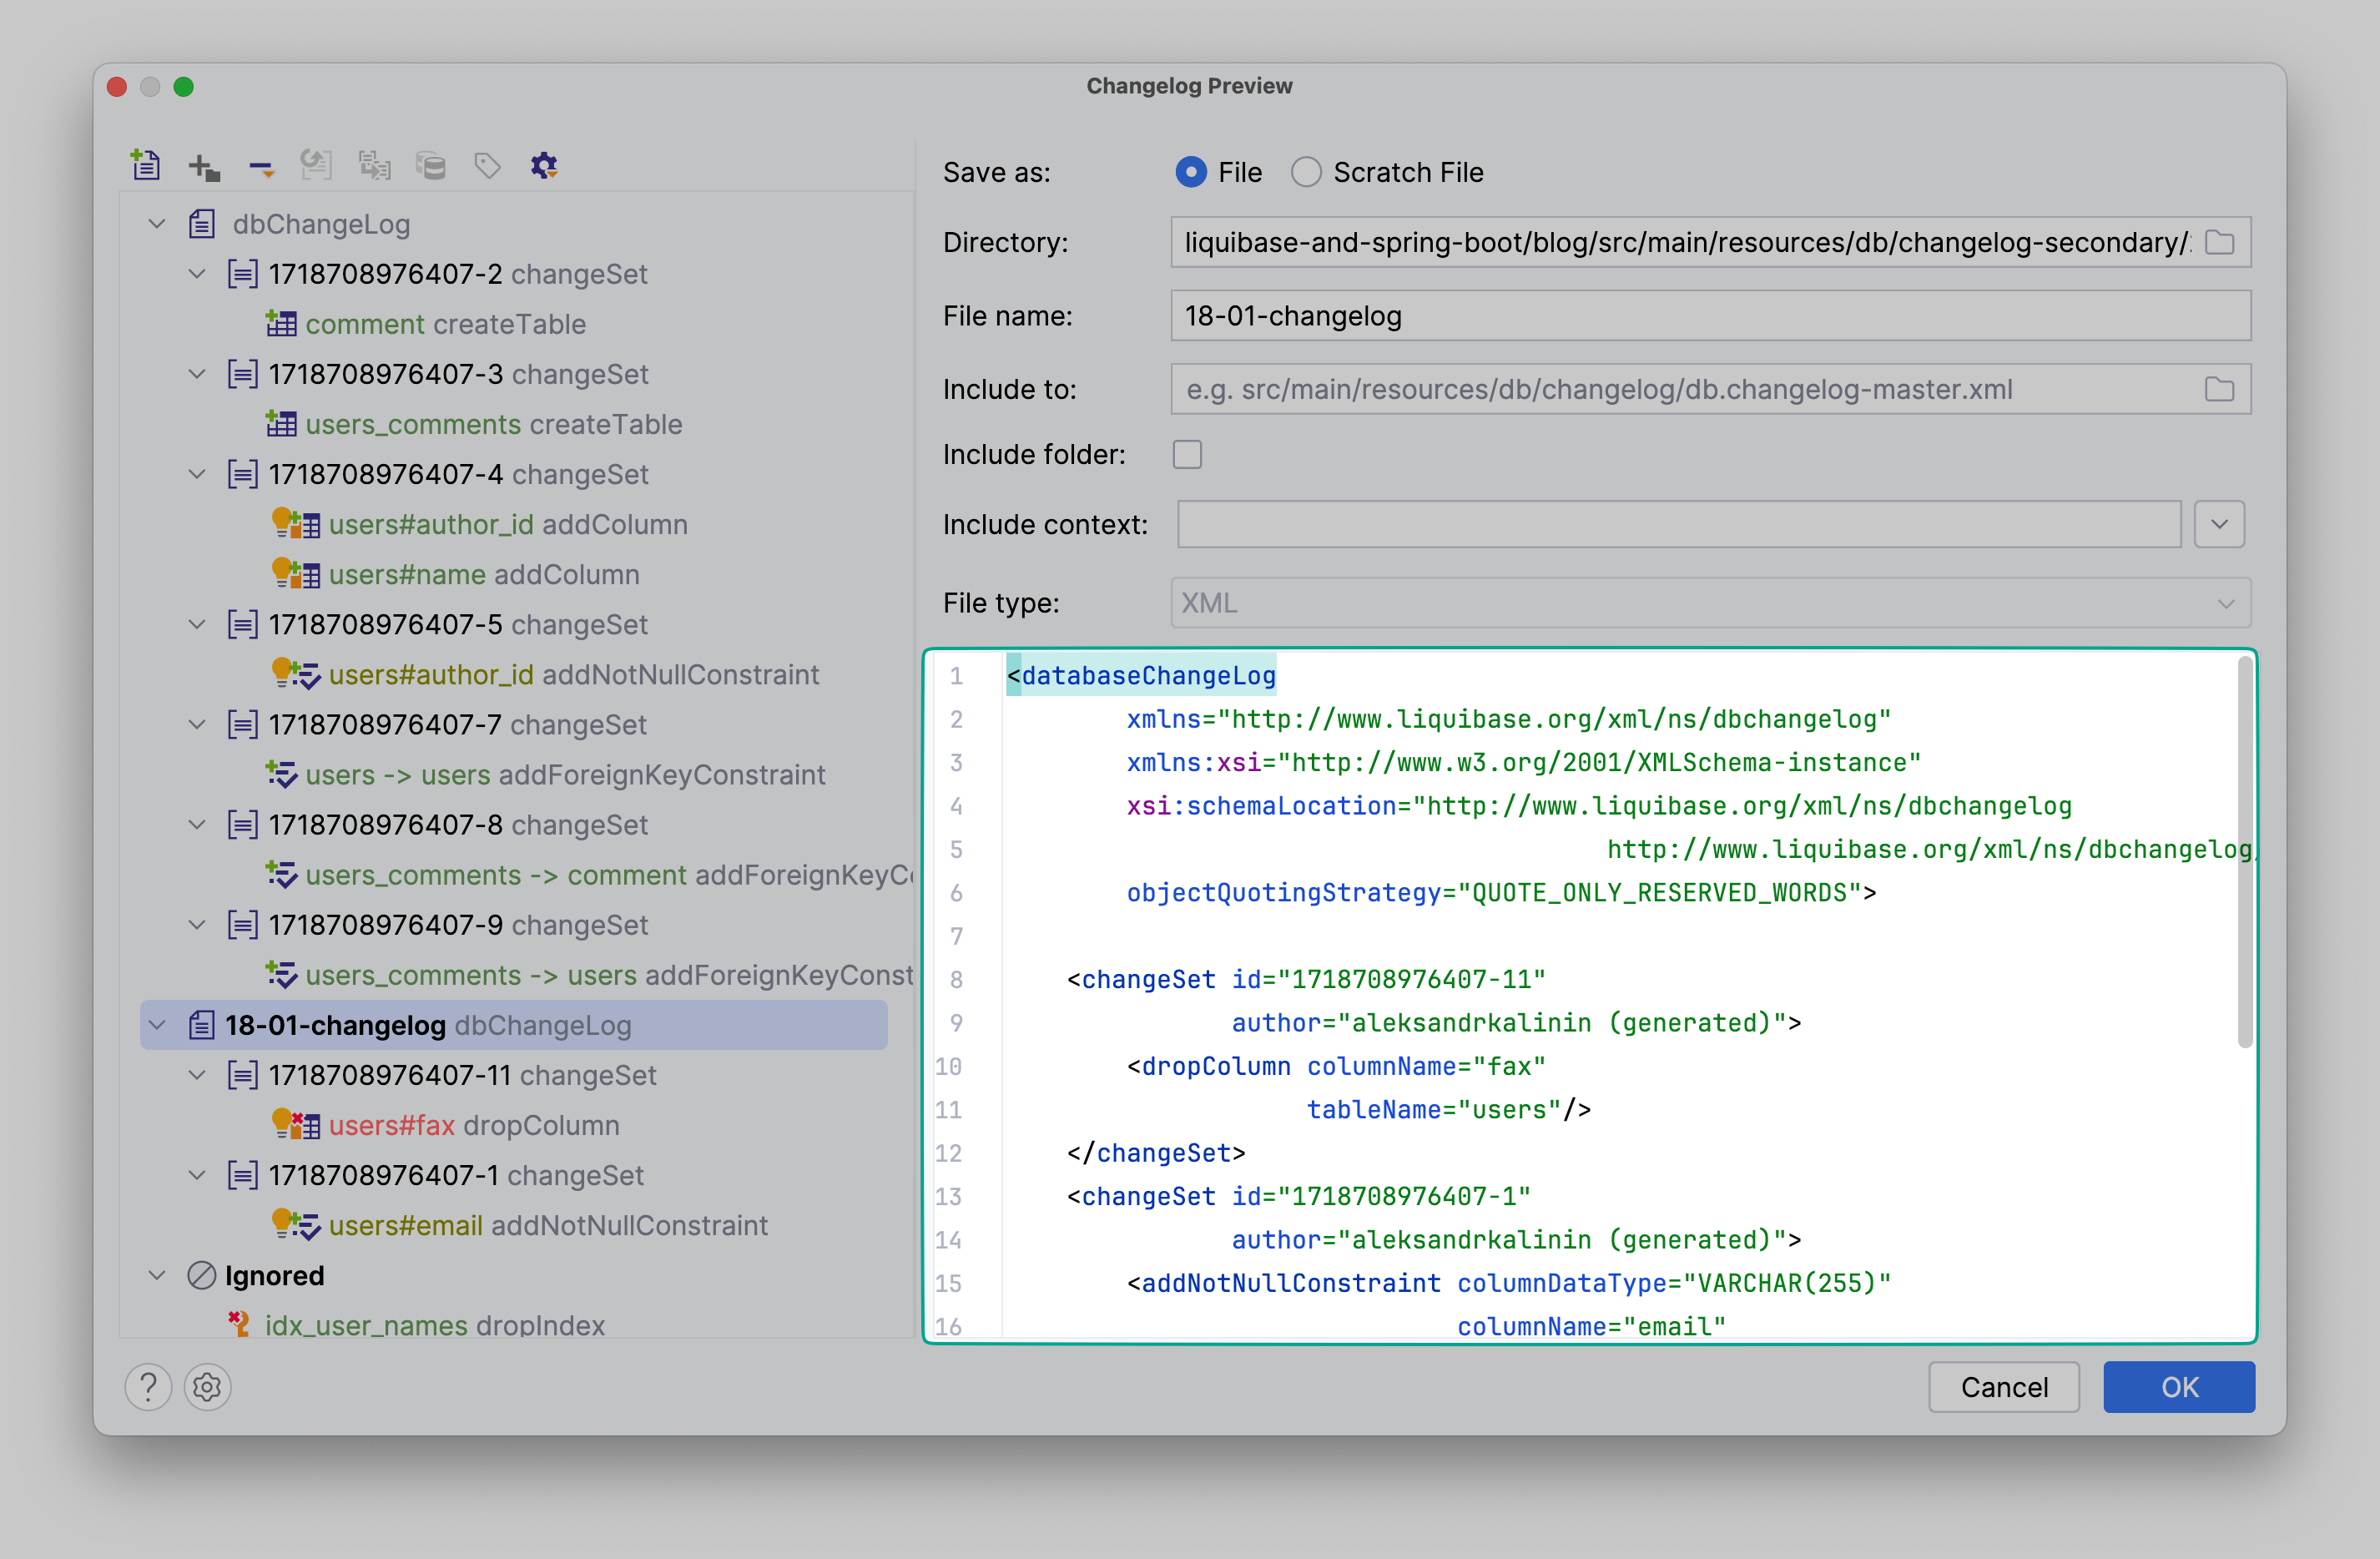 Changelog Preview
dbChangeLog
1718708976407-2 changeSet
comment createTable
1718708976407-3 changeSet
users_comments createTable
1718708976407-4 changeSet
users#author_id addColumn
users#name addColumn
1718708976407-5 changeSet
users#author_id addNotNullConstraint
1718708976407-7 changeSet
users -> users addForeignKeyConstraint
1718708976407-8 changeSet
users_comments -> comment addForeignKeyC
1718708976407-9 changeSet
users_comments -> users addForeignKeyConst
18-01-changelog dbChangeLog
1718708976407-11 changeSet
users#fax dropColumn
1718708976407-1 changeSet
users#email addNotNullConstraint
Ignored
idx_user_names dropIndex
?
Save as: File Scratch File
Directory: liquibase-and-spring-boot/blog/src/main/resources/db/changelog-secondary/
File name: 18-01-changelog
Include to: e.g. src/main/resources/db/changelog/db.changelog-master.xml
Include folder:
Include context:
File type: XML
1 <databaseChangeLog
2 xmlns="http://www.liquibase.org/xml/ns/dbchangelog"
3 xmlns:xsi="http://www.w3.org/2001/XMLSchema-instance"
4 xsi:schemaLocation="http://www.liquibase.org/xml/ns/dbchangelog
5 http://www.liquibase.org/xml/ns/dbchangelog/
6 objectQuotingStrategy="QUOTE_ONLY_RESERVED_WORDS">
7
8 <changeSet id="1718708976407-11"
9 author="aleksandrkalinin (generated)">
10 <dropColumn columnName="fax"
11 tableName="users"/>
12 </changeSet>
13 <changeSet id="1718708976407-1"
14 author="aleksandrkalinin (generated)">
15 <addNotNullConstraint columnDataType="VARCHAR(255)"
16 columnName="email"
Cancel
OK